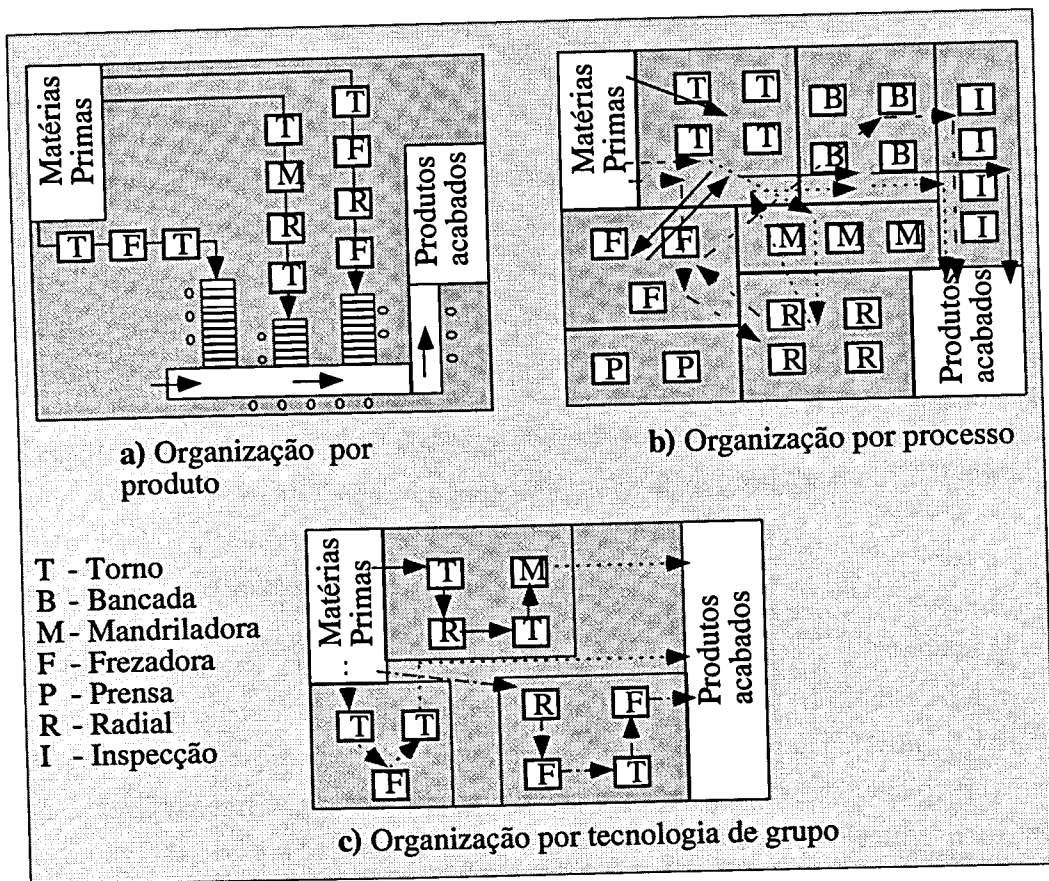 Matérias
Primas
T F T
T
M
R
T
T
F
R
F
Produtos
acabados
a) Organização por
produto
Matérias
Primas
T T
T T
B B
B B
I
I
I
I
F F
F
M M M
P P
R R
R R
Produtos
acabados
b) Organização por processo
T - Torno
B - Bancada
M - Mandriladora
F - Frezadora
P - Prensa
R - Radial
I - Inspecção
Matérias
Primas
T M
R T
T T
F
R F
F T
Produtos
acabados
c) Organização por tecnologia de grupo